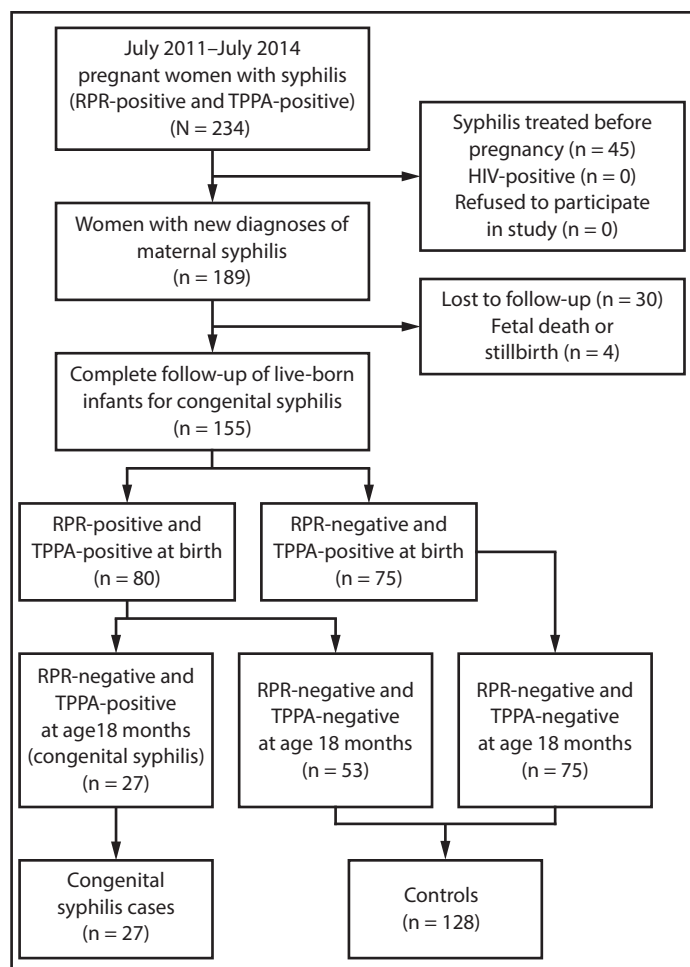 July 2011–July 2014
pregnant women with syphilis
(RPR-positive and TPPA-positive)
(N = 234)
Syphilis treated before
pregnancy (n = 45)
HIV-positive (n = 0)
Refused to participate
in study (n = 0)
Women with new diagnoses of
maternal syphilis
(n = 189)
Lost to follow-up (n = 30)
Fetal death or
stillbirth (n = 4)
Complete follow-up of live-born
infants for congenital syphilis
(n = 155)
RPR-positive and
TPPA-positive at birth
(n = 80)
RPR-negative and
TPPA-positive at birth
(n = 75)
RPR-negative and
TPPA-positive
at age18 months
(congenital syphilis)
(n = 27)
RPR-negative and
TPPA-negative
at age 18 months
(n = 53)
RPR-negative and
TPPA-negative
at age 18 months
(n = 75)
Congenital
syphilis cases
(n = 27)
Controls
(n = 128)